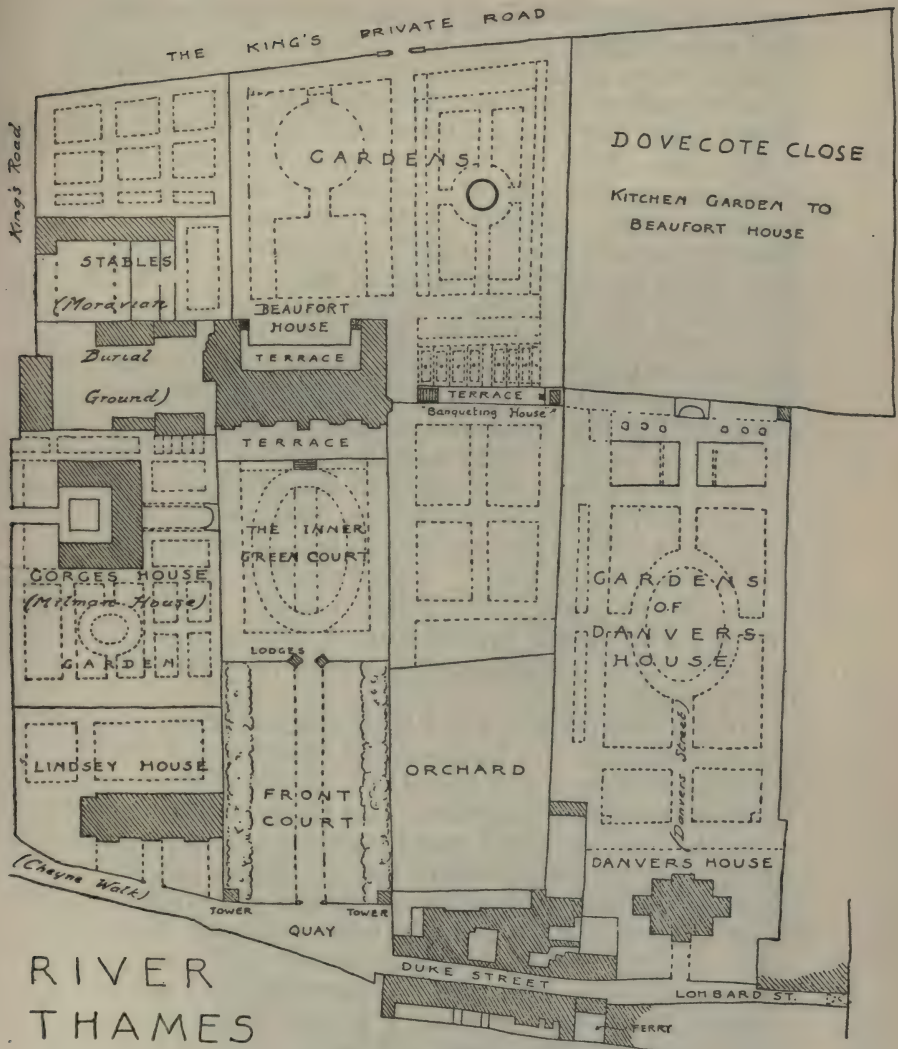 THE KING'S PRIVATE ROAD
King's Road
GARDENS.
DOVECOTE CLOSE
KITCHEN GARDEN TO
BEAUFORT HOUSE
STABLES
(Moravian
Burial
Ground)
BEAUFORT
HOUSE
TERRACE
TERRACE
"Banqueting House"
TERRACE
THE INNER
GREEN COURT
GORGES HOUSE
(Milman House)
GARDEN
GARDENS
OF
DANVERS
HOUSE
(Danvers Street)
LODGES
LINDSEY HOUSE
FRONT
COURT
ORCHARD
DANVERS HOUSE
(Cheyne Walk)
TOWER
TOWER
QUAY
DUKE STREET
LOMBARD ST.
FERRY
RIVER
THAMES